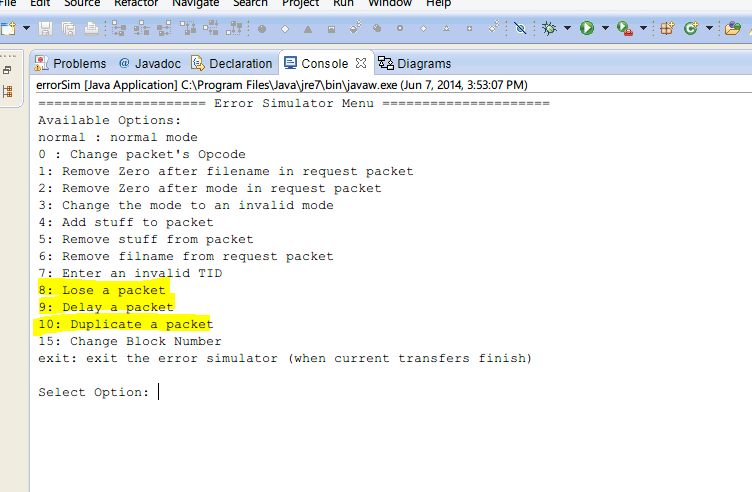 File Edit Source Refactor Navigate Search Project Run Window Help
Problems @ Javadoc Declaration Console Diagrams
errorSim [Java Application] C:\Program Files\Java\jre7\bin\javaw.exe (Jun 7, 2014, 3:53:07 PM)
===================== Error Simulator Menu =====================
Available Options:
normal : normal mode
0 : Change packet's Opcode
1: Remove Zero after filename in request packet
2: Remove Zero after mode in request packet
3: Change the mode to an invalid mode
4: Add stuff to packet
5: Remove stuff from packet
6: Remove filname from request packet
7: Enter an invalid TID
8: Lose a packet
9: Delay a packet
10: Duplicate a packet
15: Change Block Number
exit: exit the error simulator (when current transfers finish)
Select Option: